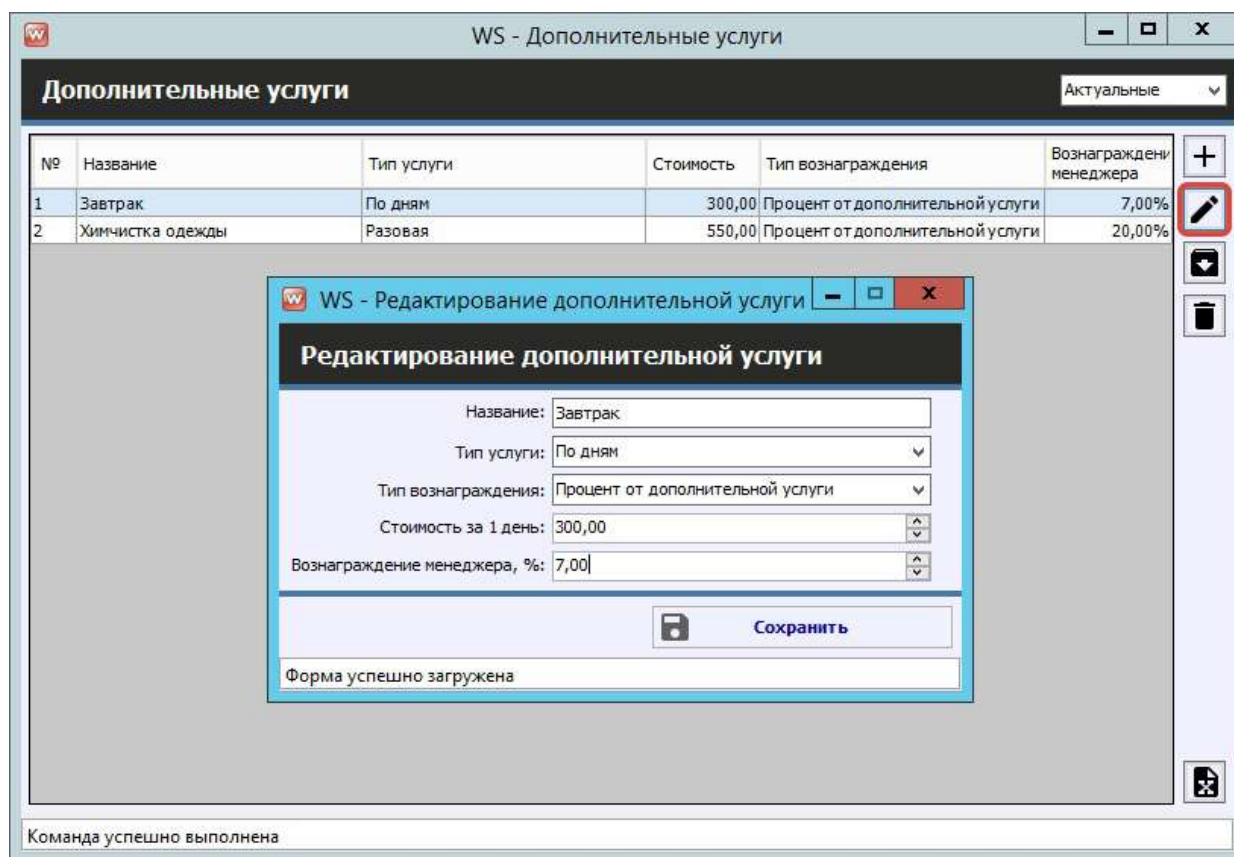 WS - Дополнительные услуги
Дополнительные услуги
Актуальные
№ Название Тип услуги Стоимость Тип вознаграждения Вознаграждени менеджера
1 Завтрак По дням 300,00 Процент от дополнительной услуги 7,00%
2 Химчистка одежды Разовая 550,00 Процент от дополнительной услуги 20,00%
WS - Редактирование дополнительной услуги
Редактирование дополнительной услуги
Название: Завтрак
Тип услуги: По дням
Тип вознаграждения: Процент от дополнительной услуги
Стоимость за 1 день: 300,00
Вознаграждение менеджера, %: 7,00
Сохранить
Форма успешно загружена
Команда успешно выполнена